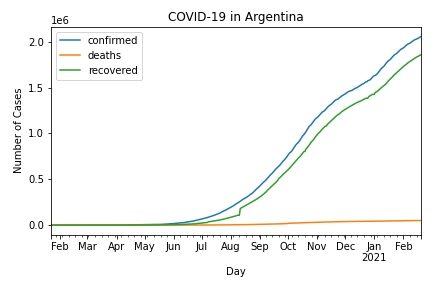 COVID-19 in Argentina
1e6
confirmed
deaths
recovered
2.0
1.5
1.0
0.5
0.0
Number of Cases
Feb Mar Apr May Jun Jul Aug Sep Oct Nov Dec Jan Feb
2021
Day